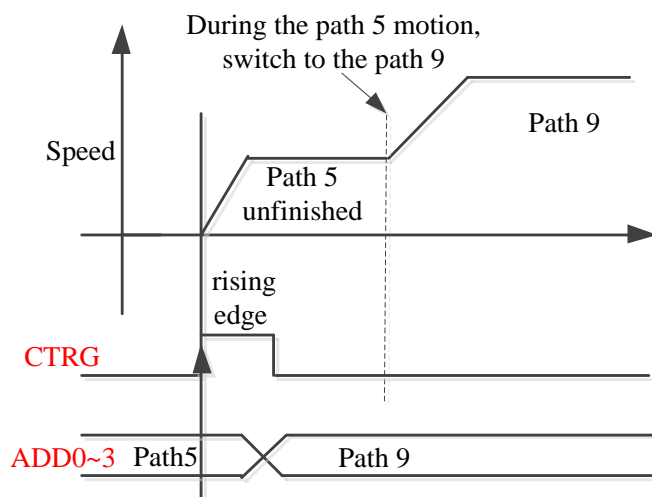 During the path 5 motion,
switch to the path 9
Speed
Path 9
Path 5
unfinished
rising
edge
CTRG
ADD0~3 Path5 Path 9